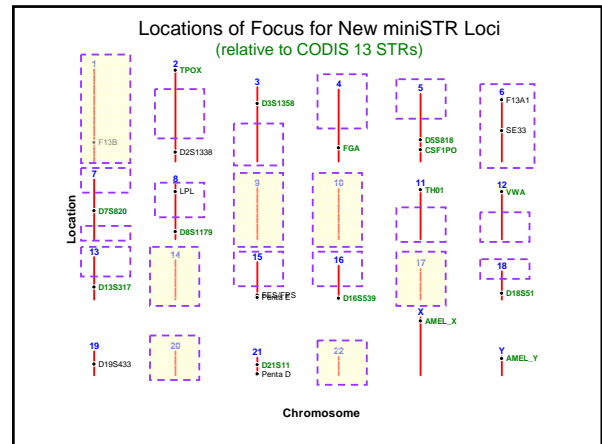 Locations of Focus for New miniSTR Loci
(relative to CODIS 13 STRs)
1
2
3
4
5
6
TPOX
D3S1358
F13A1
SE33
F13B
D2S1338
FGA
D5S818
CSF1PO
7
8
9
10
11
12
LPL
TH01
VWA
D7S820
D8S1179
Location
13
14
15
16
17
18
D13S317
FES/FPS
Penta E
D16S539
D18S51
X
AMEL_X
19
20
21
22
Y
D19S433
D21S11
Penta D
AMEL_Y
Chromosome